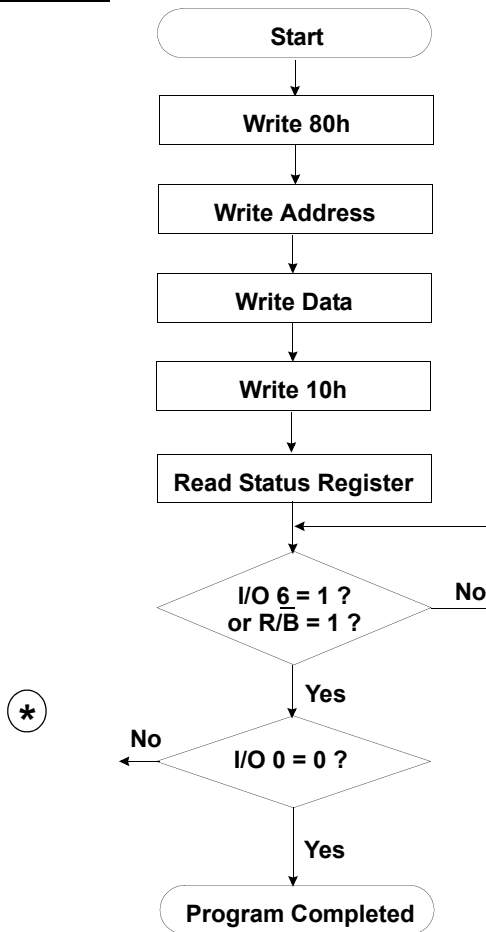 Start
Write 80h
Write Address
Write Data
Write 10h
Read Status Register
I/O 6 = 1 ?
or R/B̅ = 1 ?
No
Yes
*
No
I/O 0 = 0 ?
Yes
Program Completed